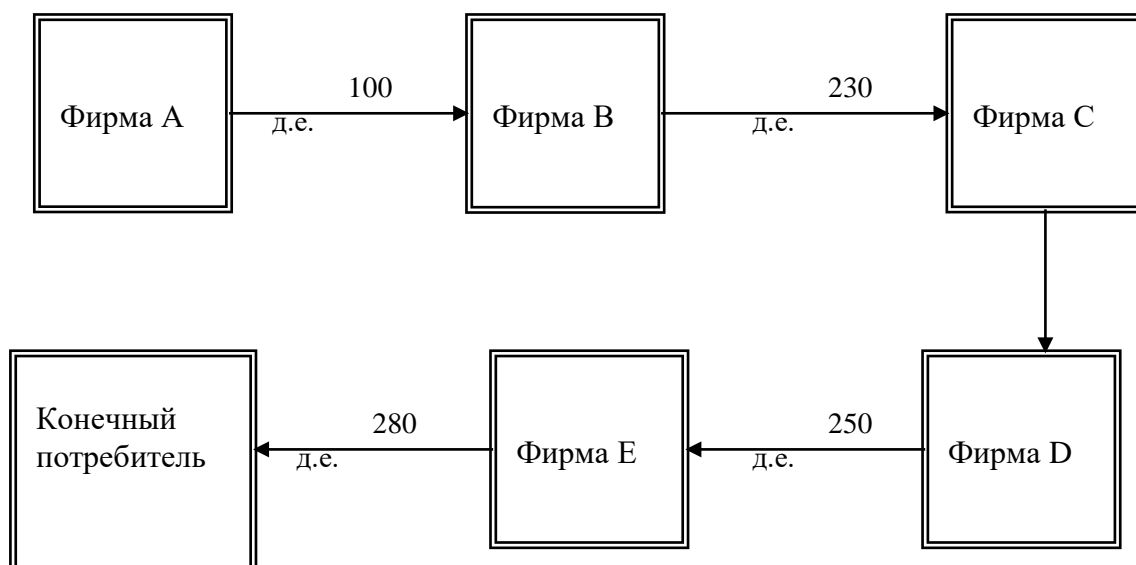 Фирма A
100
д.е.
Фирма B
230
д.е.
Фирма C
Конечный
потребитель
280
д.е.
Фирма E
250
д.е.
Фирма D